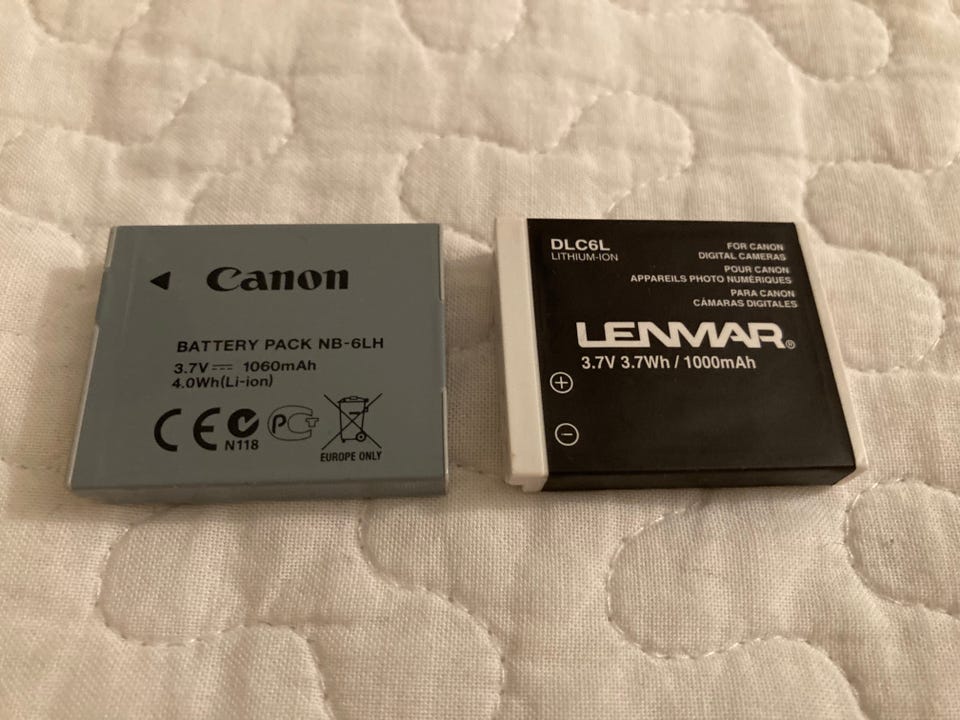 Canon
BATTERY PACK NB-6LH
3.7V 1060mAh
4.0Wh(Li-ion)
CE N118 PCT
EUROPE ONLY
DLC6L
LITHIUM-ION
FOR CANON
DIGITAL CAMERAS
POUR CANON
APPAREILS PHOTO NUMÉRIQUES
PARA CANON
CÁMARAS DIGITALES
LENMAR®
3.7V 3.7Wh / 1000mAh
+
−